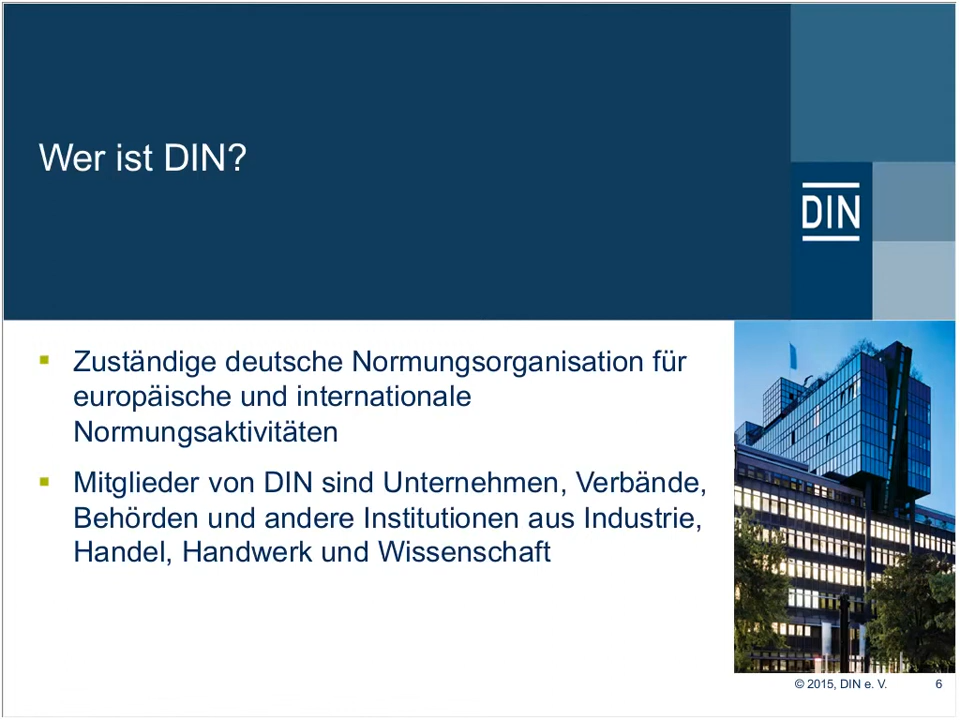 Wer ist DIN?
DIN
Zuständige deutsche Normungsorganisation für
europäische und internationale
Normungsaktivitäten
Mitglieder von DIN sind Unternehmen, Verbände,
Behörden und andere Institutionen aus Industrie,
Handel, Handwerk und Wissenschaft
© 2015, DIN e. V. 6